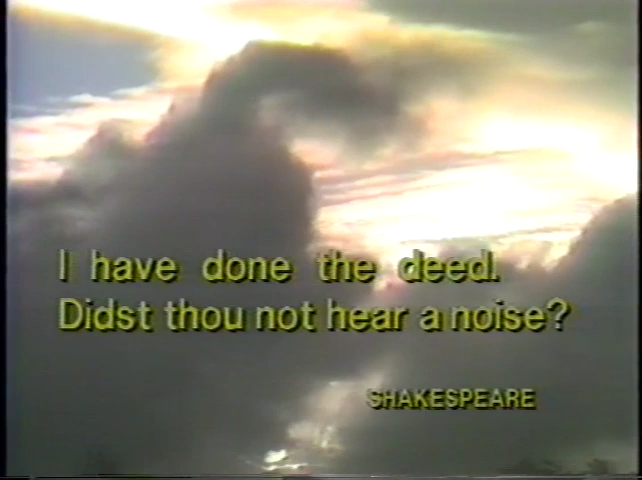 I have done the deed.
Didst thou not hear a noise?
SHAKESPEARE